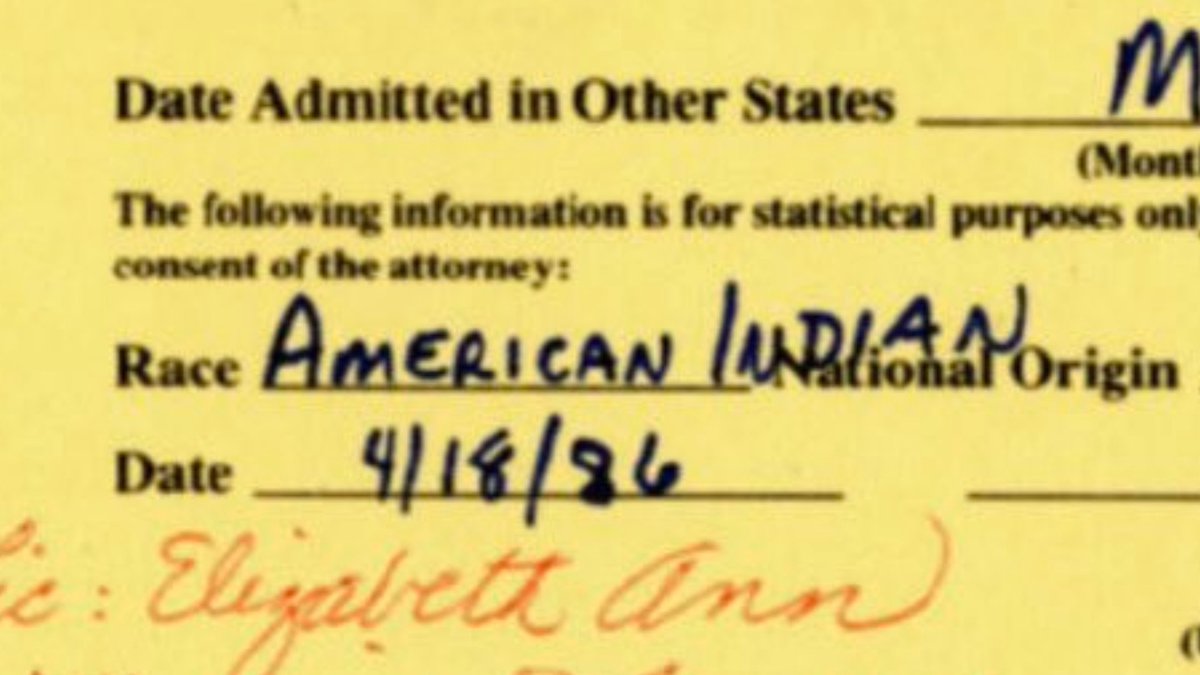 Date Admitted in Other States
(Mont
The following information is for statistical purposes only
consent of the attorney:
Race AMERICAN INDIAN National Origin
Date 4/18/86
Elizabeth Ann